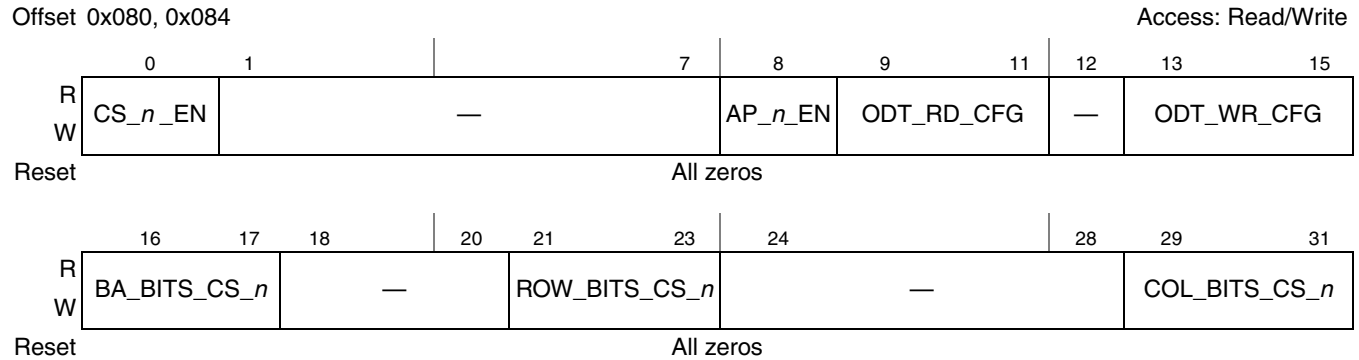 Offset 0x080, 0x084 Access: Read/Write
0 1 7 8 9 11 12 13 15
R
CS_n_EN — AP_n_EN ODT_RD_CFG — ODT_WR_CFG
W
Reset All zeros
16 17 18 20 21 23 24 28 29 31
R
BA_BITS_CS_n — ROW_BITS_CS_n — COL_BITS_CS_n
W
Reset All zeros